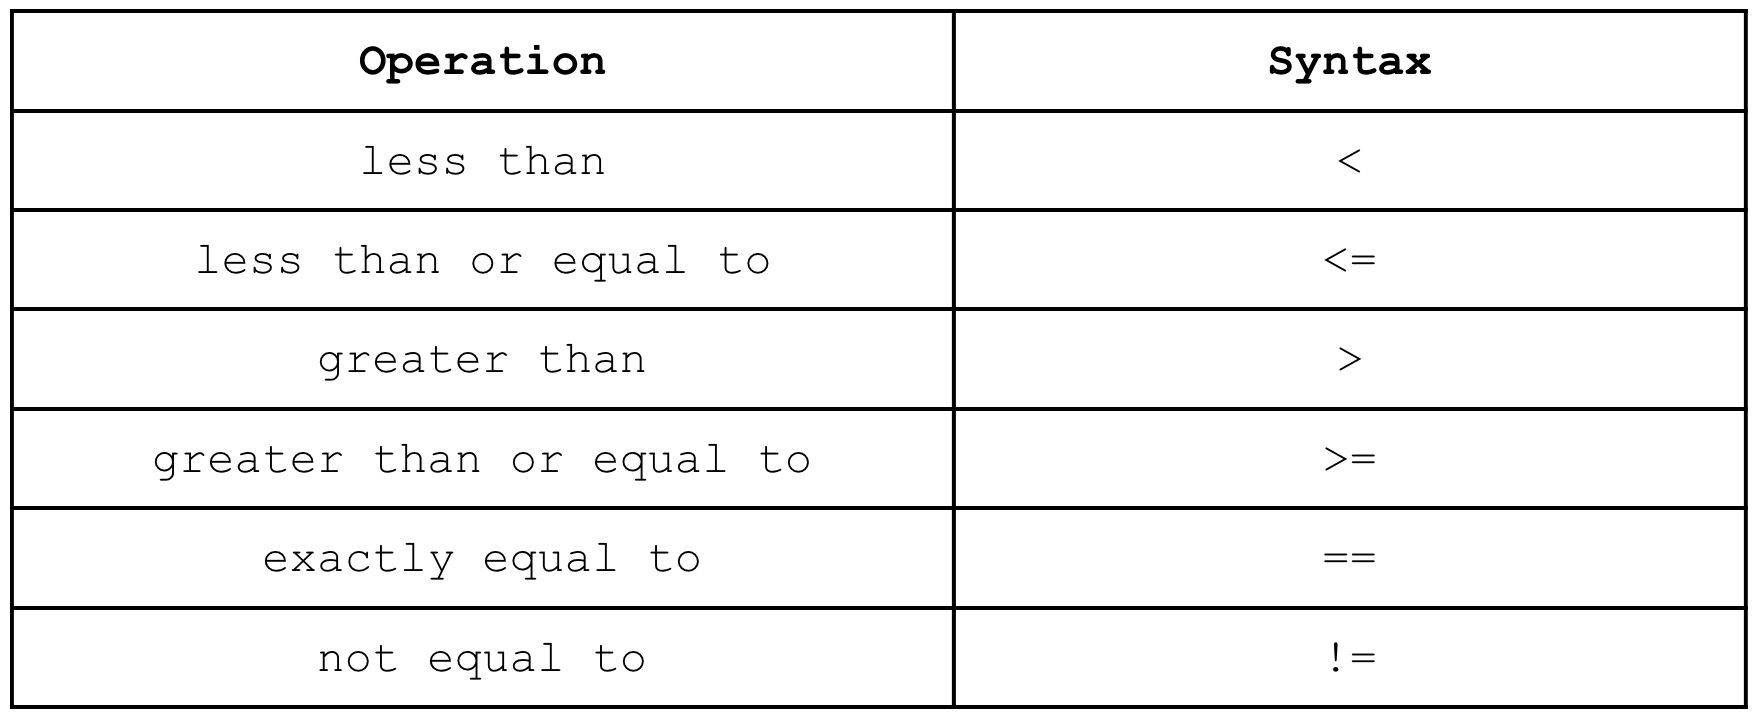 Operation Syntax
less than <
less than or equal to <=
greater than >
greater than or equal to >=
exactly equal to ==
not equal to !=